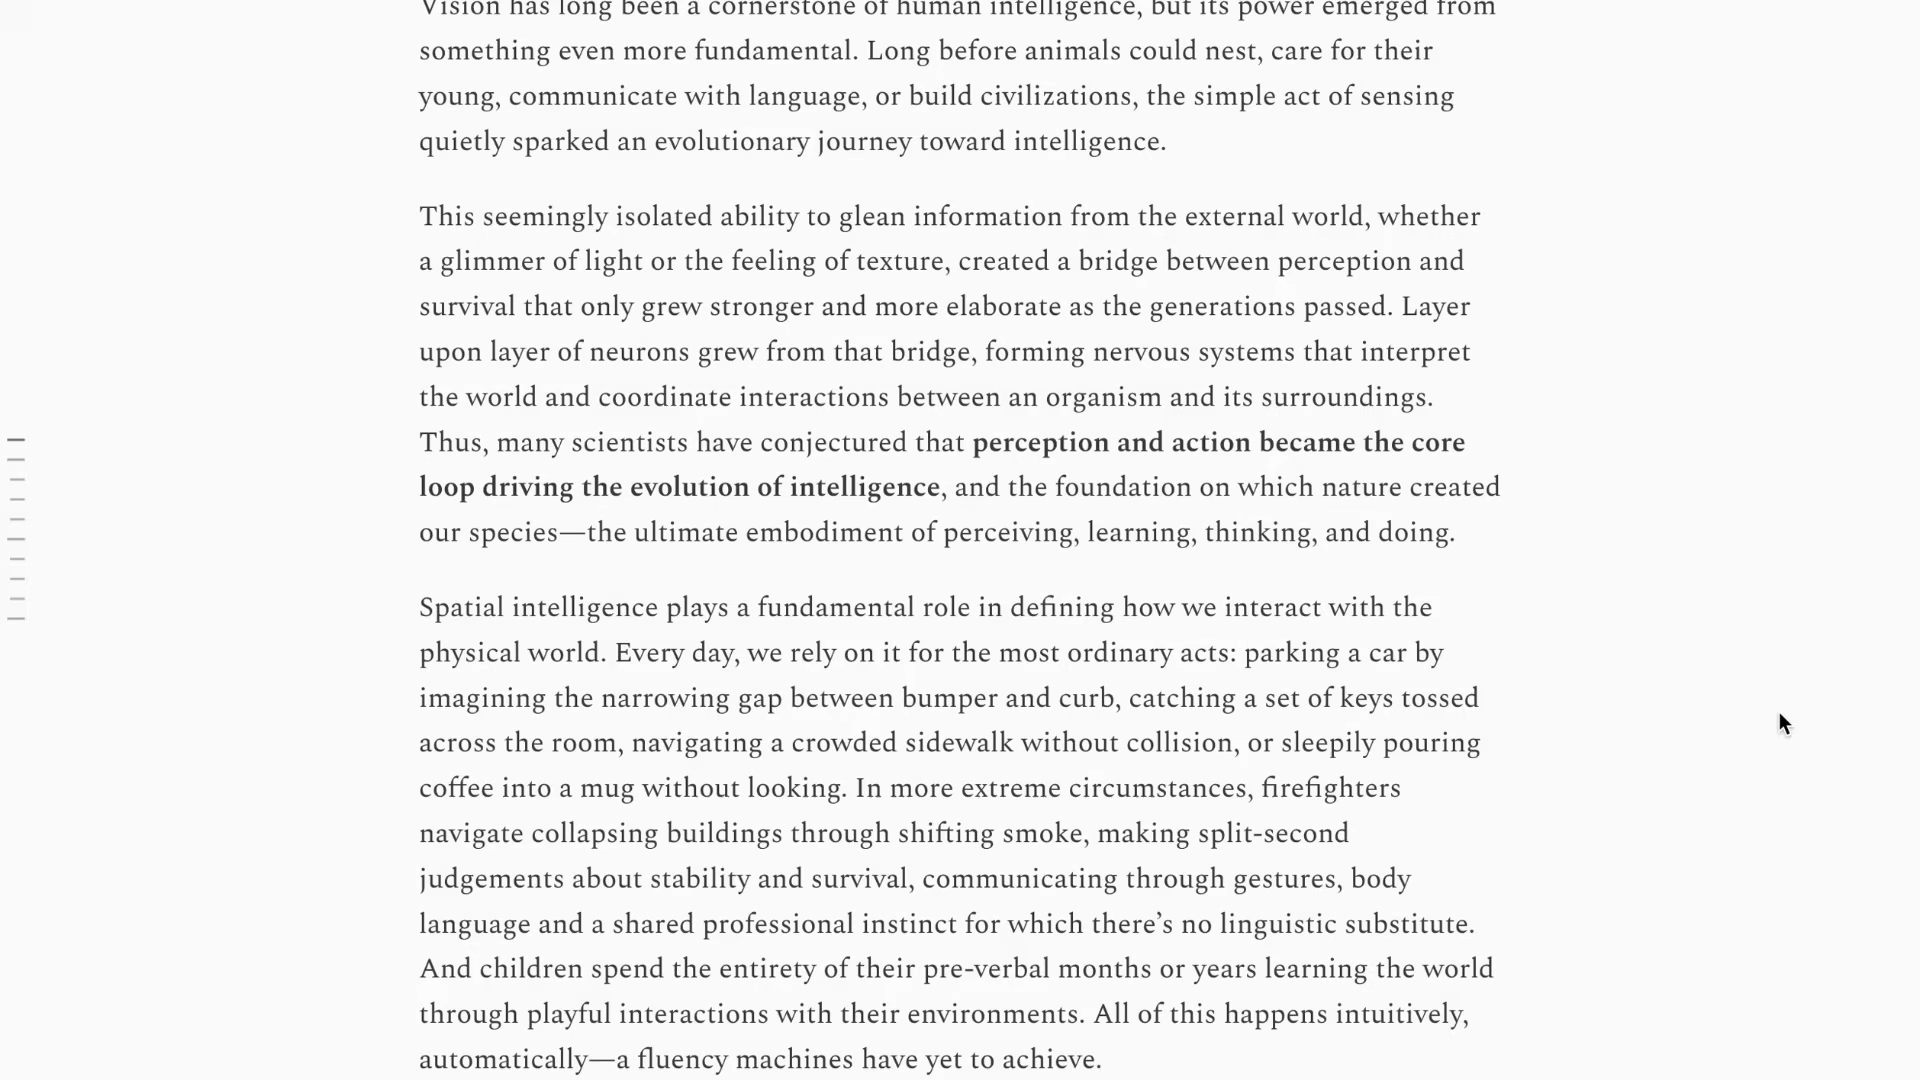 Vision has long been a cornerstone of human intelligence, but its power emerged from
something even more fundamental. Long before animals could nest, care for their
young, communicate with language, or build civilizations, the simple act of sensing
quietly sparked an evolutionary journey toward intelligence.
This seemingly isolated ability to glean information from the external world, whether
a glimmer of light or the feeling of texture, created a bridge between perception and
survival that only grew stronger and more elaborate as the generations passed. Layer
upon layer of neurons grew from that bridge, forming nervous systems that interpret
the world and coordinate interactions between an organism and its surroundings.
Thus, many scientists have conjectured that perception and action became the core
loop driving the evolution of intelligence, and the foundation on which nature created
our species—the ultimate embodiment of perceiving, learning, thinking, and doing.
Spatial intelligence plays a fundamental role in defining how we interact with the
physical world. Every day, we rely on it for the most ordinary acts: parking a car by
imagining the narrowing gap between bumper and curb, catching a set of keys tossed
across the room, navigating a crowded sidewalk without collision, or sleepily pouring
coffee into a mug without looking. In more extreme circumstances, firefighters
navigate collapsing buildings through shifting smoke, making split-second
judgements about stability and survival, communicating through gestures, body
language and a shared professional instinct for which there’s no linguistic substitute.
And children spend the entirety of their pre-verbal months or years learning the world
through playful interactions with their environments. All of this happens intuitively,
automatically—a fluency machines have yet to achieve.